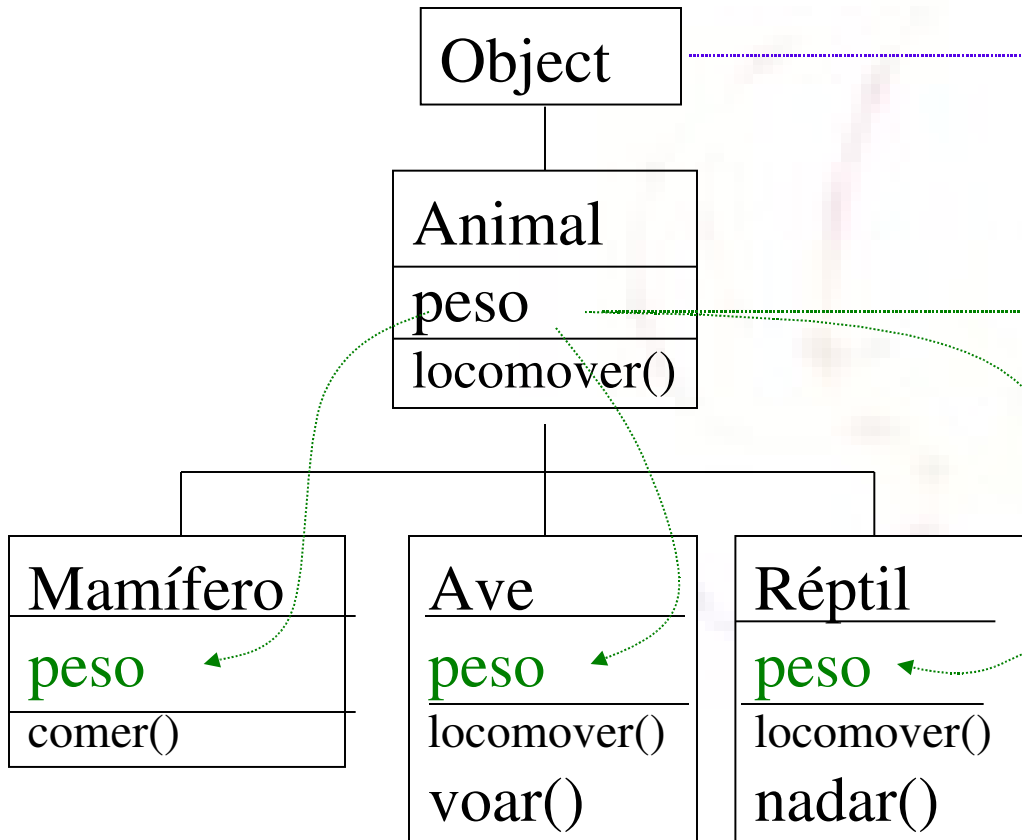 Object
Animal
peso
locomover()
Mamífero
peso
comer()
Ave
peso
locomover()
voar()
Réptil
peso
locomover()
nadar()